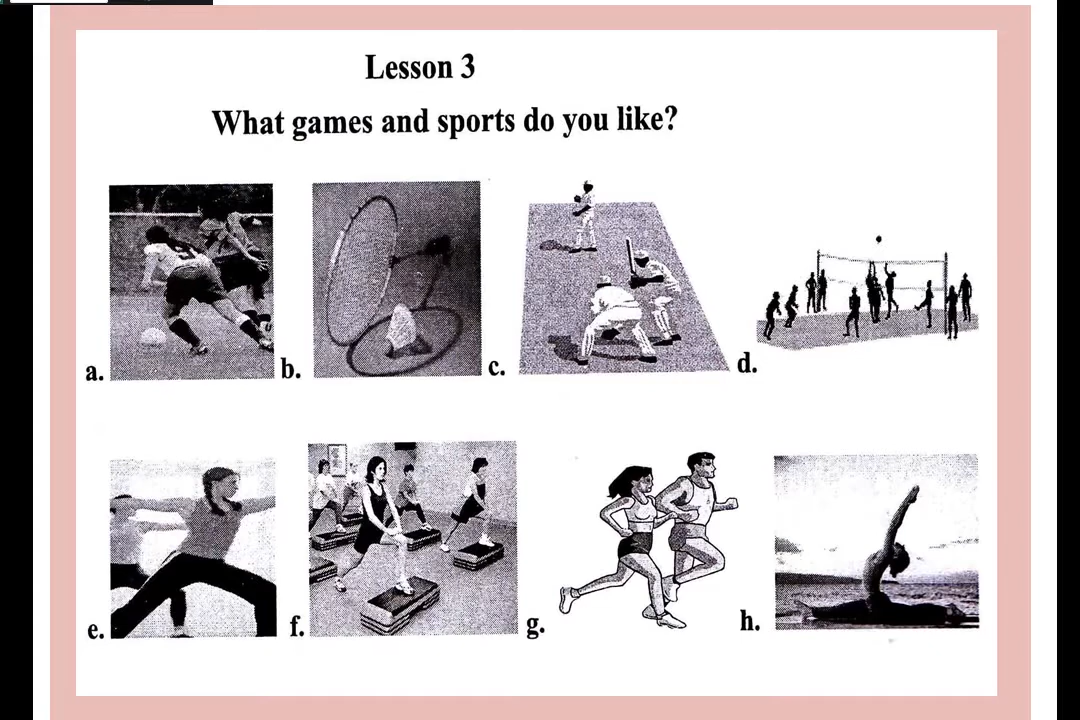 Lesson 3
What games and sports do you like?
a.
b.
c.
d.
e.
f.
g.
h.